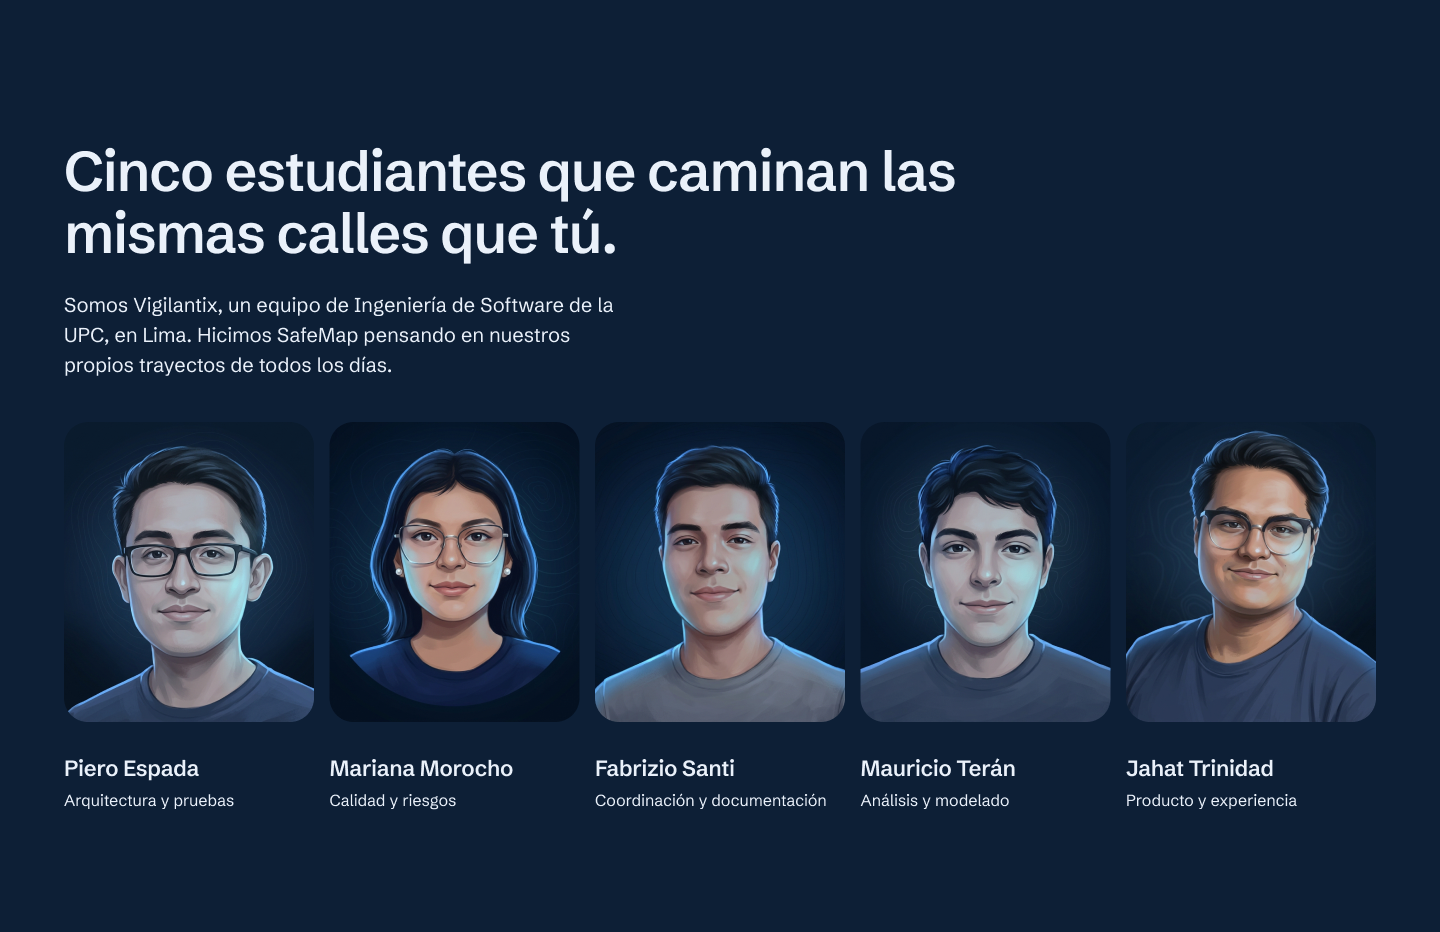 Cinco estudiantes que caminan las
mismas calles que tú.
Somos Vigilantix, un equipo de Ingeniería de Software de la
UPC, en Lima. Hicimos SafeMap pensando en nuestros
propios trayectos de todos los días.
Piero Espada
Arquitectura y pruebas
Mariana Morocho
Calidad y riesgos
Fabrizio Santi
Coordinación y documentación
Mauricio Terán
Análisis y modelado
Jahat Trinidad
Producto y experiencia